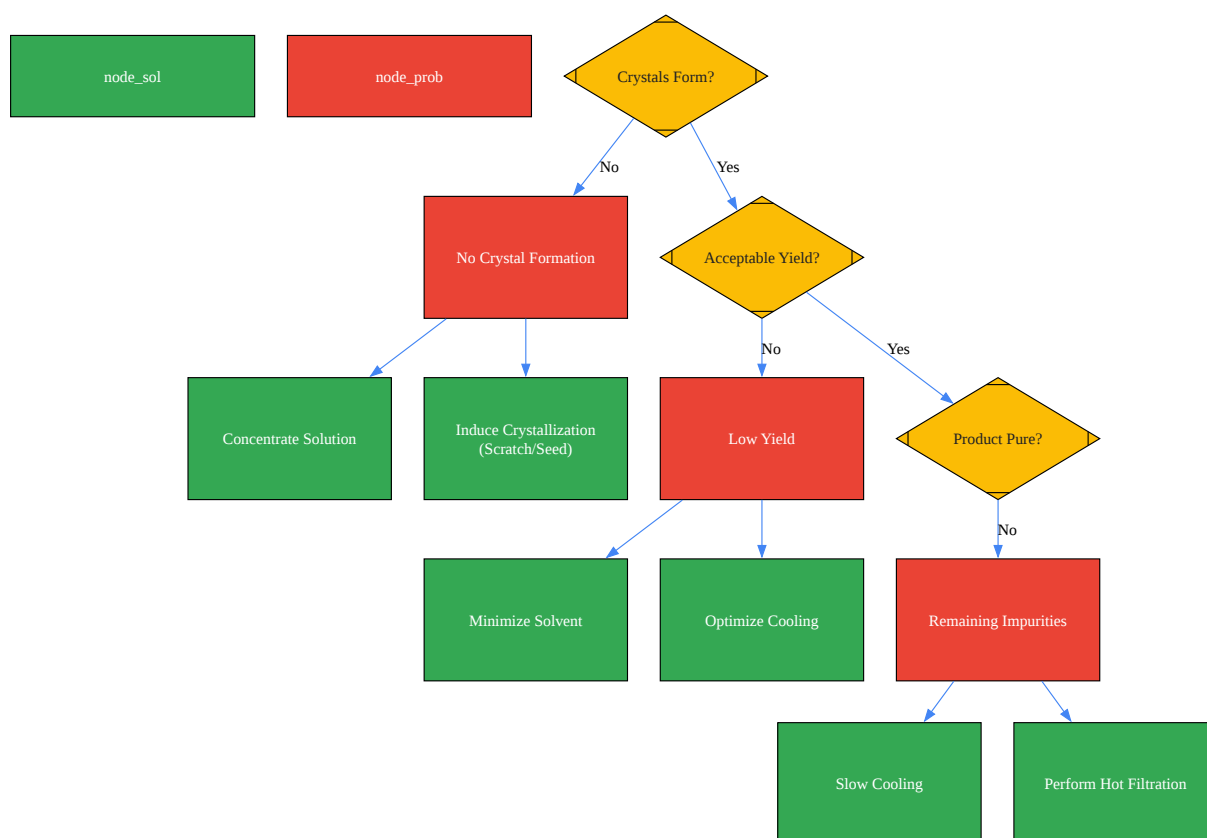 node_sol
node_prob
Crystals Form?
No
Yes
No Crystal Formation
Acceptable Yield?
No
Yes
Concentrate Solution
Induce Crystallization
(Scratch/Seed)
Low Yield
Product Pure?
No
Minimize Solvent
Optimize Cooling
Remaining Impurities
Slow Cooling
Perform Hot Filtration